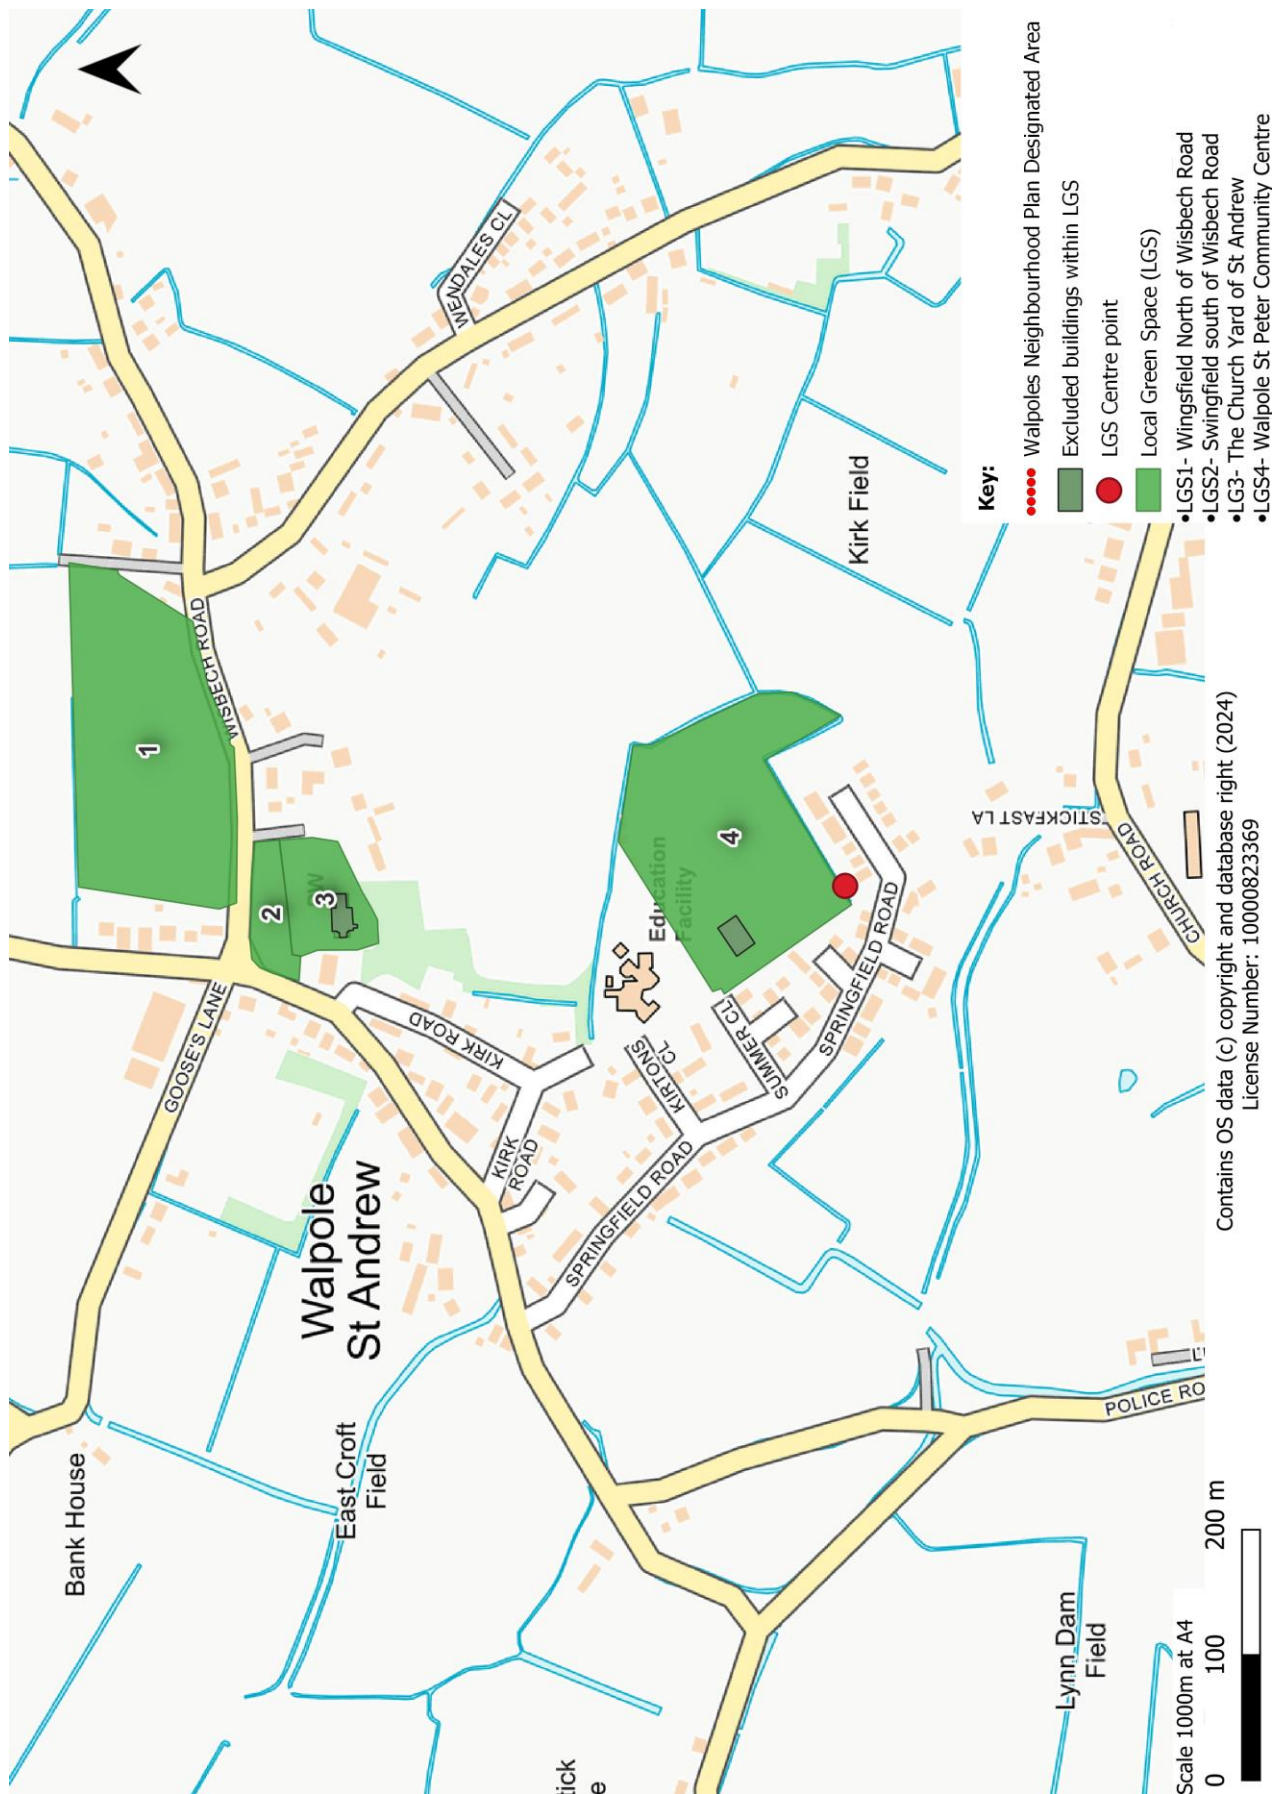 Bank House
GOOSE'S LANE
WISBECH ROAD
1
2
3
W
Walpole
St Andrew
East Croft
Field
KIRK ROAD
KIRK
ROAD
WENDALES CL
Education
Facility
4
KIRTONS
CL
SUMMER CL
SPRINGFIELD ROAD
SPRINGFIELD ROAD
Kirk Field
STICKFAST LA
CHURCH ROAD
POLICE RO
Lynn Dam
Field
tick
e
Key:
Walpoles Neighbourhood Plan Designated Area
Excluded buildings within LGS
LGS Centre point
Local Green Space (LGS)
•LGS1- Wingsfield North of Wisbech Road
•LGS2- Swingfield south of Wisbech Road
•LG3- The Church Yard of St Andrew
•LGS4- Walpole St Peter Community Centre
Scale 1000m at A4
0 100 200 m
Contains OS data (c) copyright and database right (2024)
License Number: 10000823369